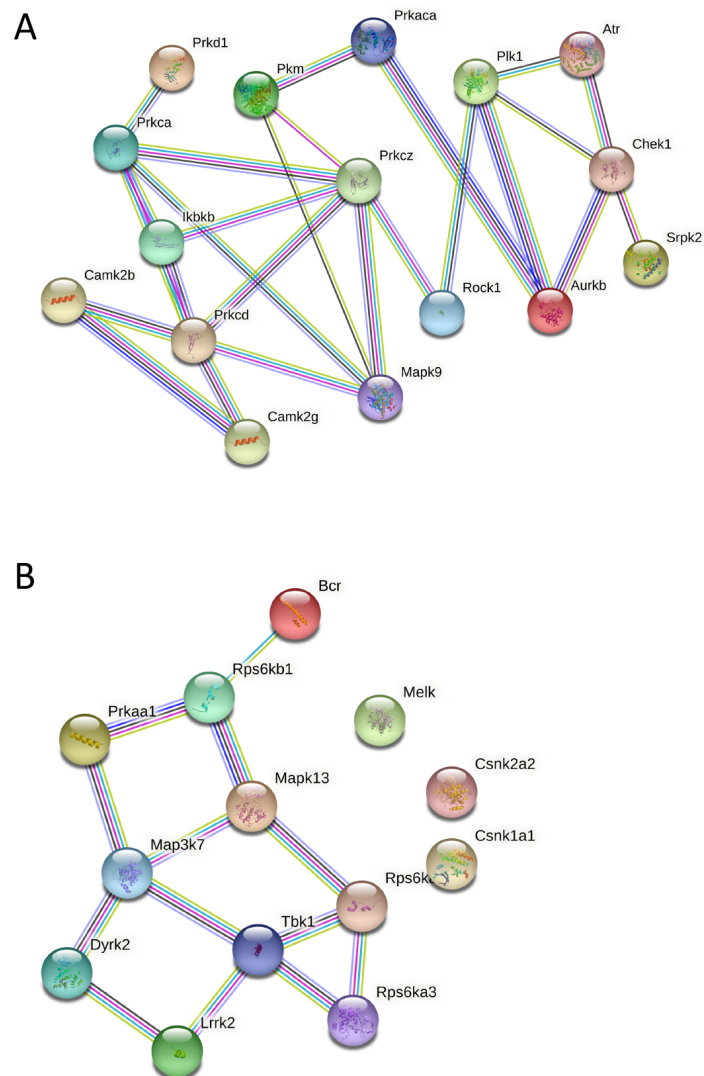 A
Prkd1
Pkm
Prkaca
Plk1
Atr
Prkca
Prkcz
Chek1
Ikbkb
Srpk2
Camk2b
Prkcd
Rock1
Aurkb
Mapk9
Camk2g
B
Bcr
Rps6kb1
Melk
Prkaa1
Mapk13
Csnk2a2
Map3k7
Csnk1a1
Tbk1
Dyrk2
Rps6ka3
Lrrk2